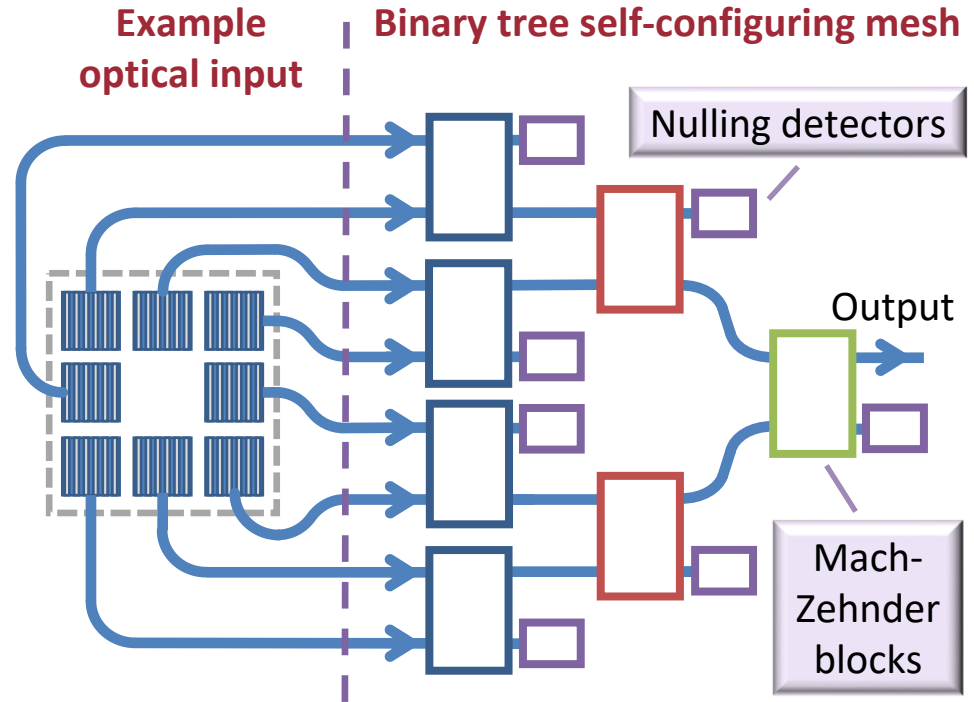 Example
optical input
Binary tree self-configuring mesh
Nulling detectors
Output
Mach-
Zehnder
blocks